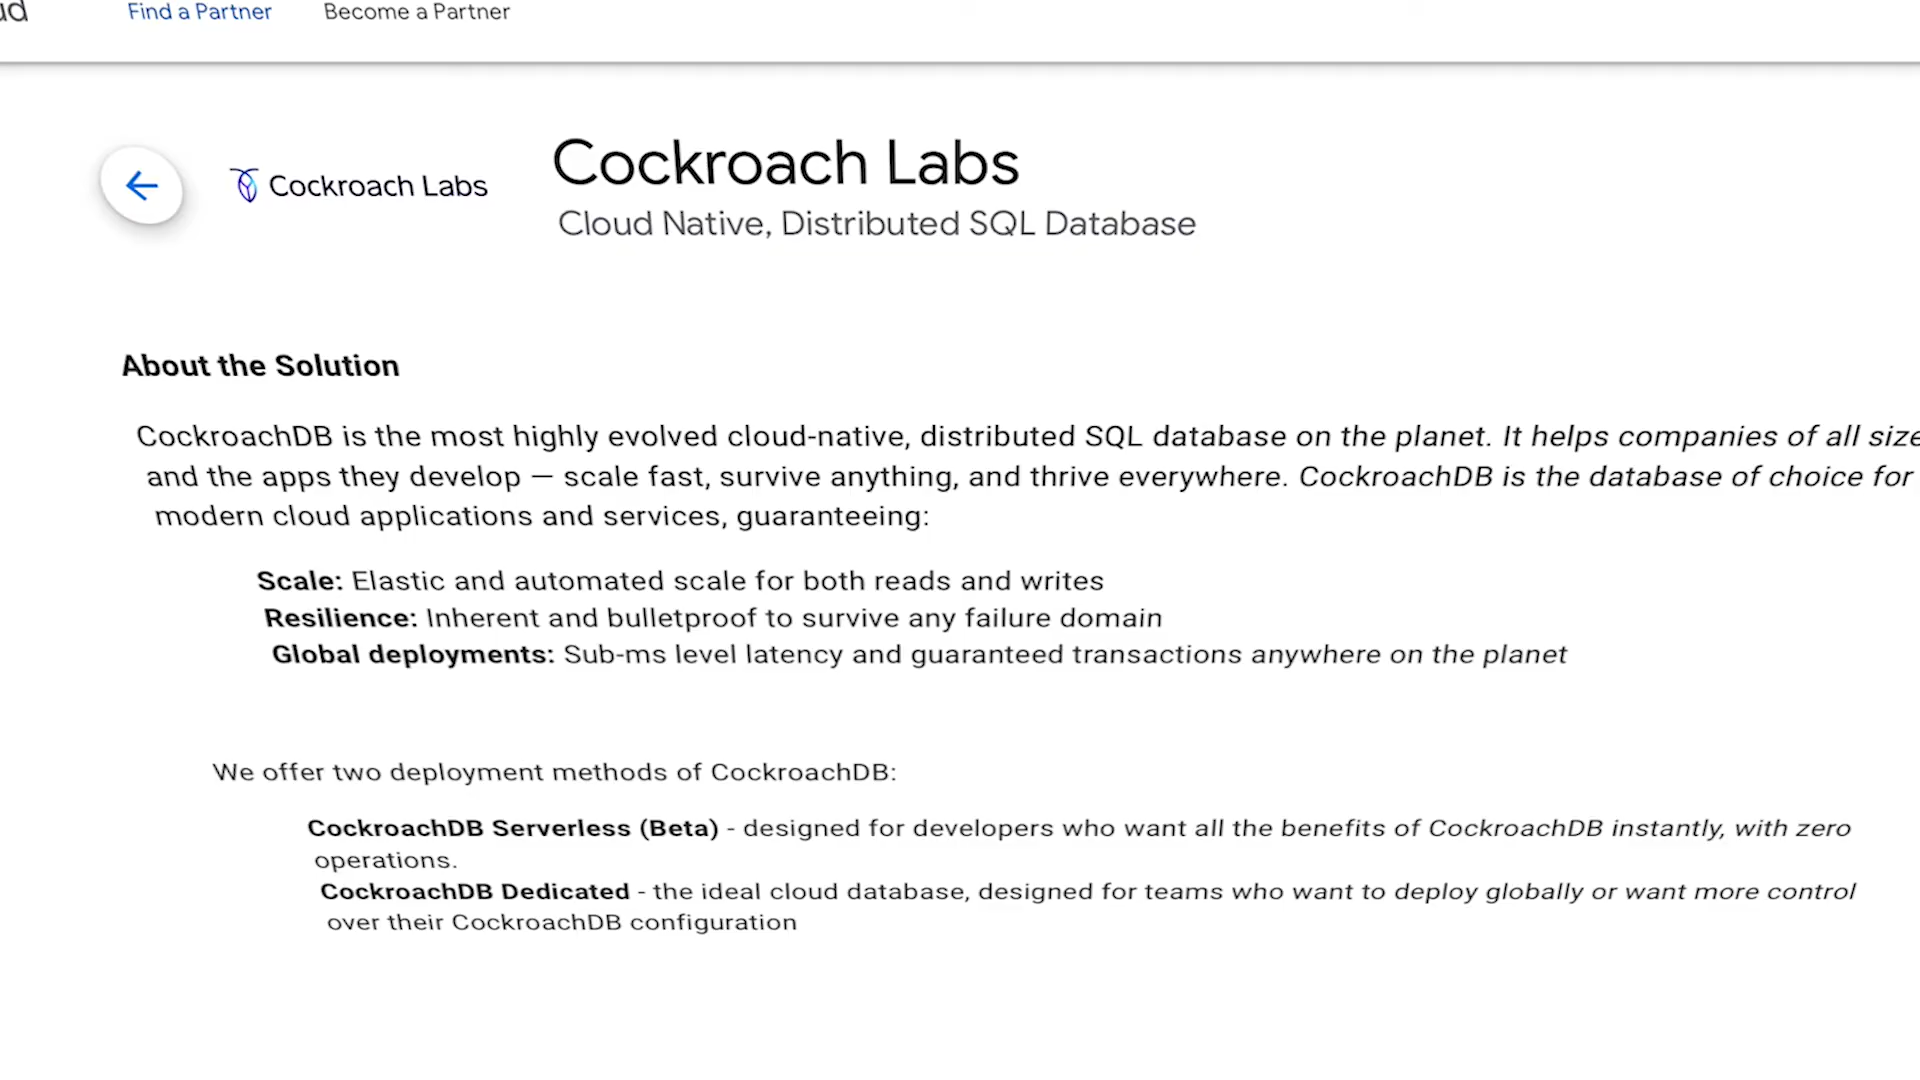 Find a Partner Become a Partner
Cockroach Labs
Cockroach Labs
Cloud Native, Distributed SQL Database
About the Solution
CockroachDB is the most highly evolved cloud-native, distributed SQL database on the planet. It helps companies of all
and the apps they develop — scale fast, survive anything, and thrive everywhere. CockroachDB is the database of choice for
modern cloud applications and services, guaranteeing:
Scale: Elastic and automated scale for both reads and writes
Resilience: Inherent and bulletproof to survive any failure domain
Global deployments: Sub-ms level latency and guaranteed transactions anywhere on the planet
We offer two deployment methods of CockroachDB:
CockroachDB Serverless (Beta) - designed for developers who want all the benefits of CockroachDB instantly, with zero
operations.
CockroachDB Dedicated - the ideal cloud database, designed for teams who want to deploy globally or want more control
over their CockroachDB configuration